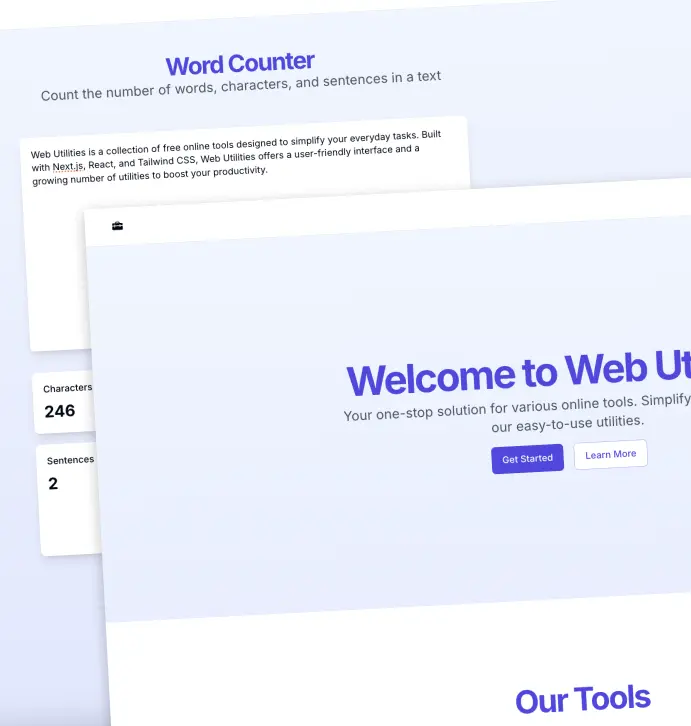 Word Counter
Count the number of words, characters, and sentences in a text
Web Utilities is a collection of free online tools designed to simplify your everyday tasks. Built
with Next.js, React, and Tailwind CSS, Web Utilities offers a user-friendly interface and a
growing number of utilities to boost your productivity.
Characters
246
Sentences
2
Welcome to Web Ut
Your one-stop solution for various online tools. Simplify
our easy-to-use utilities.
Get Started
Learn More
Our Tools